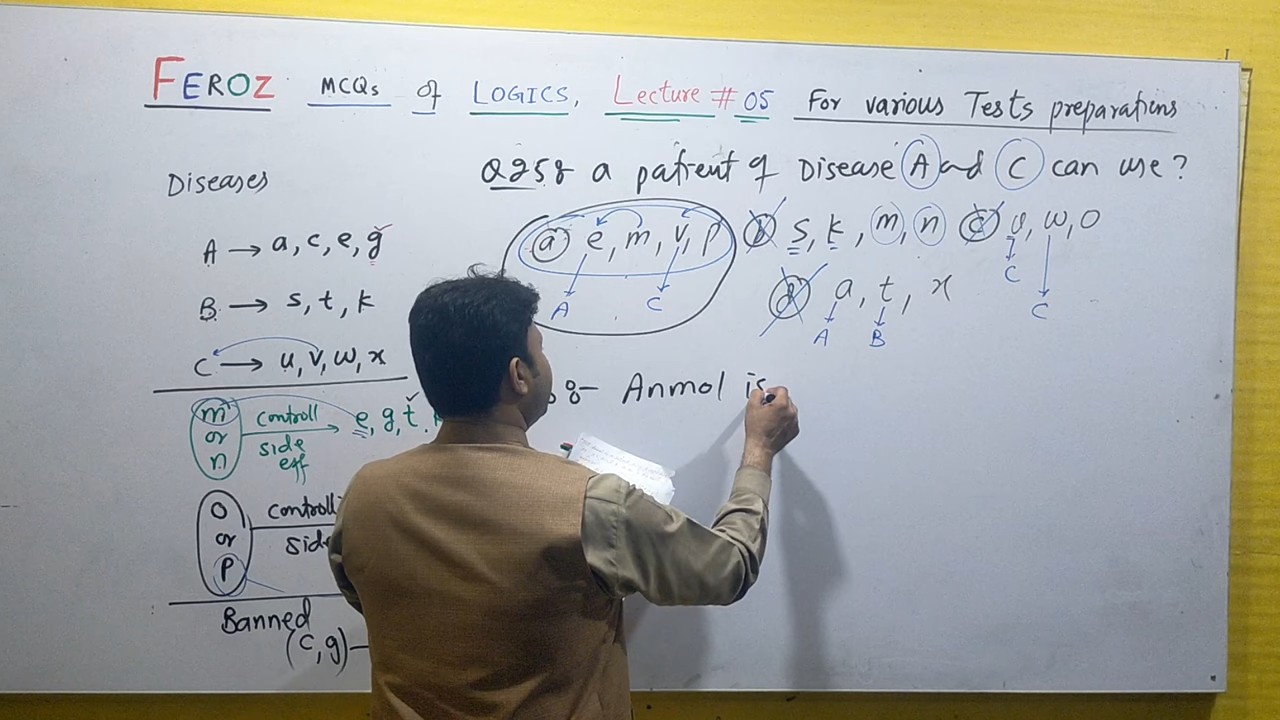 FEROZ MCQs of LOGICS, Lecture # 05 For various Tests preparations
Diseases
A → a, c, e, g
B → s, t, k
C → u, v, w, x
m or n controll side eff → e, g, t,
O or P controll side
Banned
(c, g) –
Q25: a patient of Disease A and C can use?
a e, m, v, p
A C
s, k, m, n
v, w, O
C C
a, t, x
A B
8- Anmol is